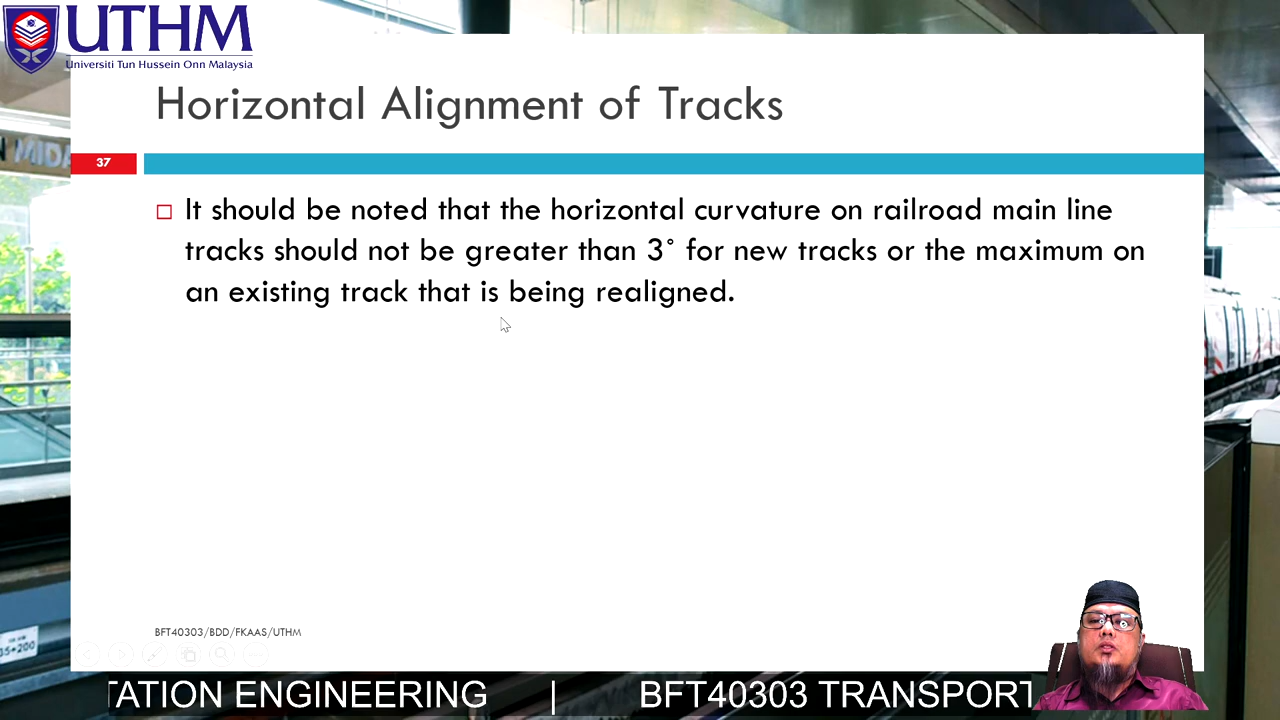 UTHM
Universiti Tun Hussein Onn Malaysia
Horizontal Alignment of Tracks
37
It should be noted that the horizontal curvature on railroad main line
tracks should not be greater than 3° for new tracks or the maximum on
an existing track that is being realigned.
BFT40303/BDD/FKAAS/UTHM
TATION ENGINEERING | BFT40303 TRANSPORT